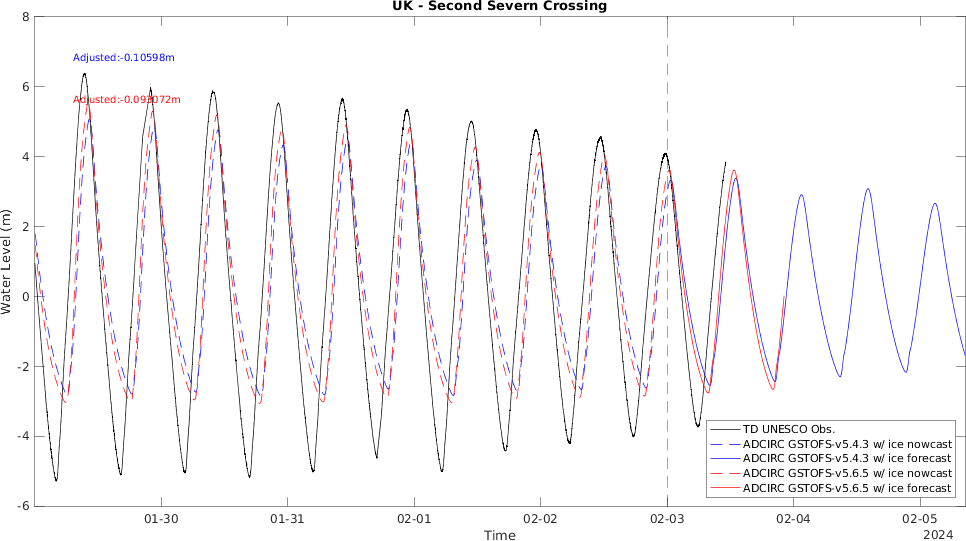 UK - Second Severn Crossing
Adjusted:-0.10598m
Adjusted:-0.093072m
8
6
4
2
0
-2
-4
-6
Water Level (m)
01-30 01-31 02-01 02-02 02-03 02-04 02-05
Time
2024
TD UNESCO Obs.
ADCIRC GSTOFS-v5.4.3 w/ ice nowcast
ADCIRC GSTOFS-v5.4.3 w/ ice forecast
ADCIRC GSTOFS-v5.6.5 w/ ice nowcast
ADCIRC GSTOFS-v5.6.5 w/ ice forecast